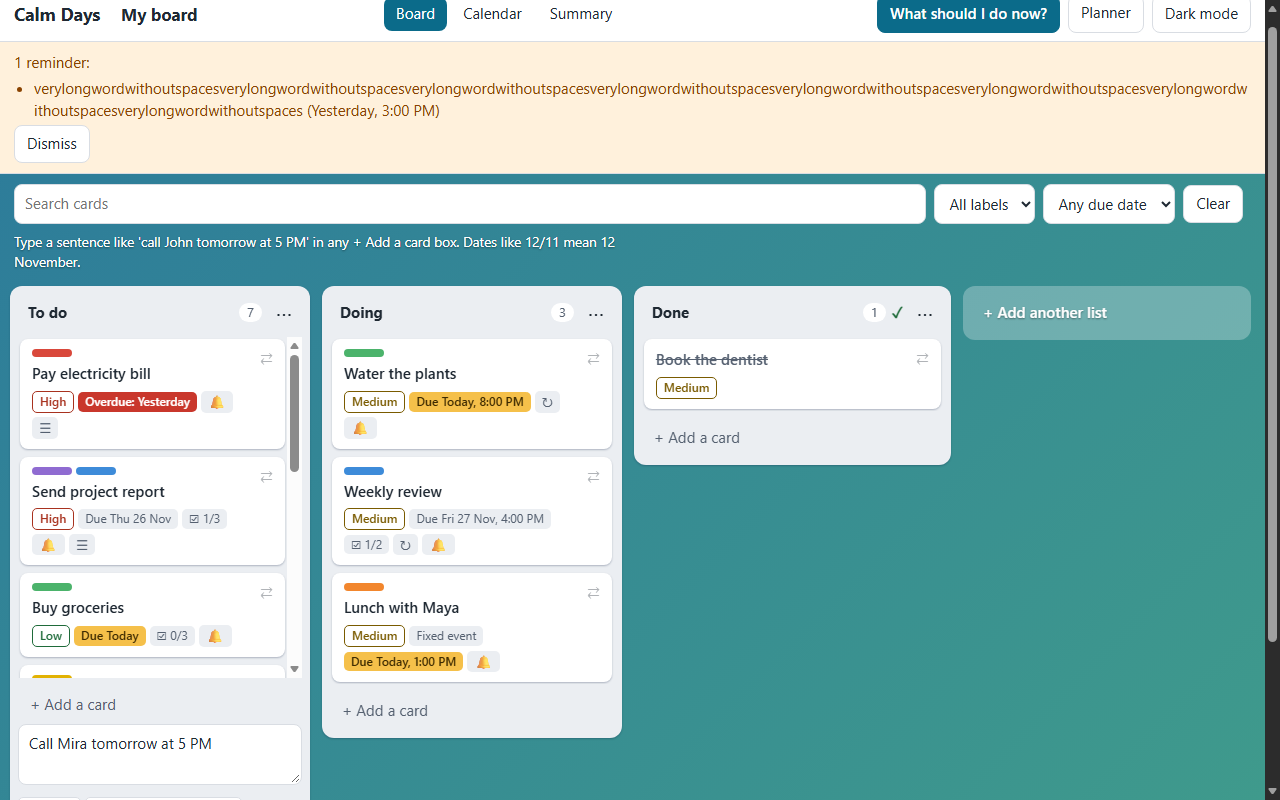 Calm Days My board Board Calendar Summary What should I do now? Planner Dark mode
1 reminder:
• verylongwordwithoutspacesverylongwordwithoutspacesverylongwordwithoutspacesverylongwordwithoutspacesverylongwordwithoutspacesverylongwordwithoutspacesverylongwordw
ithoutspacesverylongwordwithoutspaces (Yesterday, 3:00 PM)
Dismiss
Search cards All labels Any due date Clear
Type a sentence like 'call John tomorrow at 5 PM' in any + Add a card box. Dates like 12/11 mean 12
November.
To do 7 ...
Pay electricity bill
High Overdue: Yesterday
Send project report
High Due Thu 26 Nov 1/3
Buy groceries
Low Due Today 0/3
+ Add a card
Call Mira tomorrow at 5 PM
Doing 3 ...
Water the plants
Medium Due Today, 8:00 PM
Weekly review
Medium Due Fri 27 Nov, 4:00 PM
1/2
Lunch with Maya
Medium Fixed event
Due Today, 1:00 PM
+ Add a card
Done 1 ✓ ...
Book the dentist
Medium
+ Add a card
+ Add another list